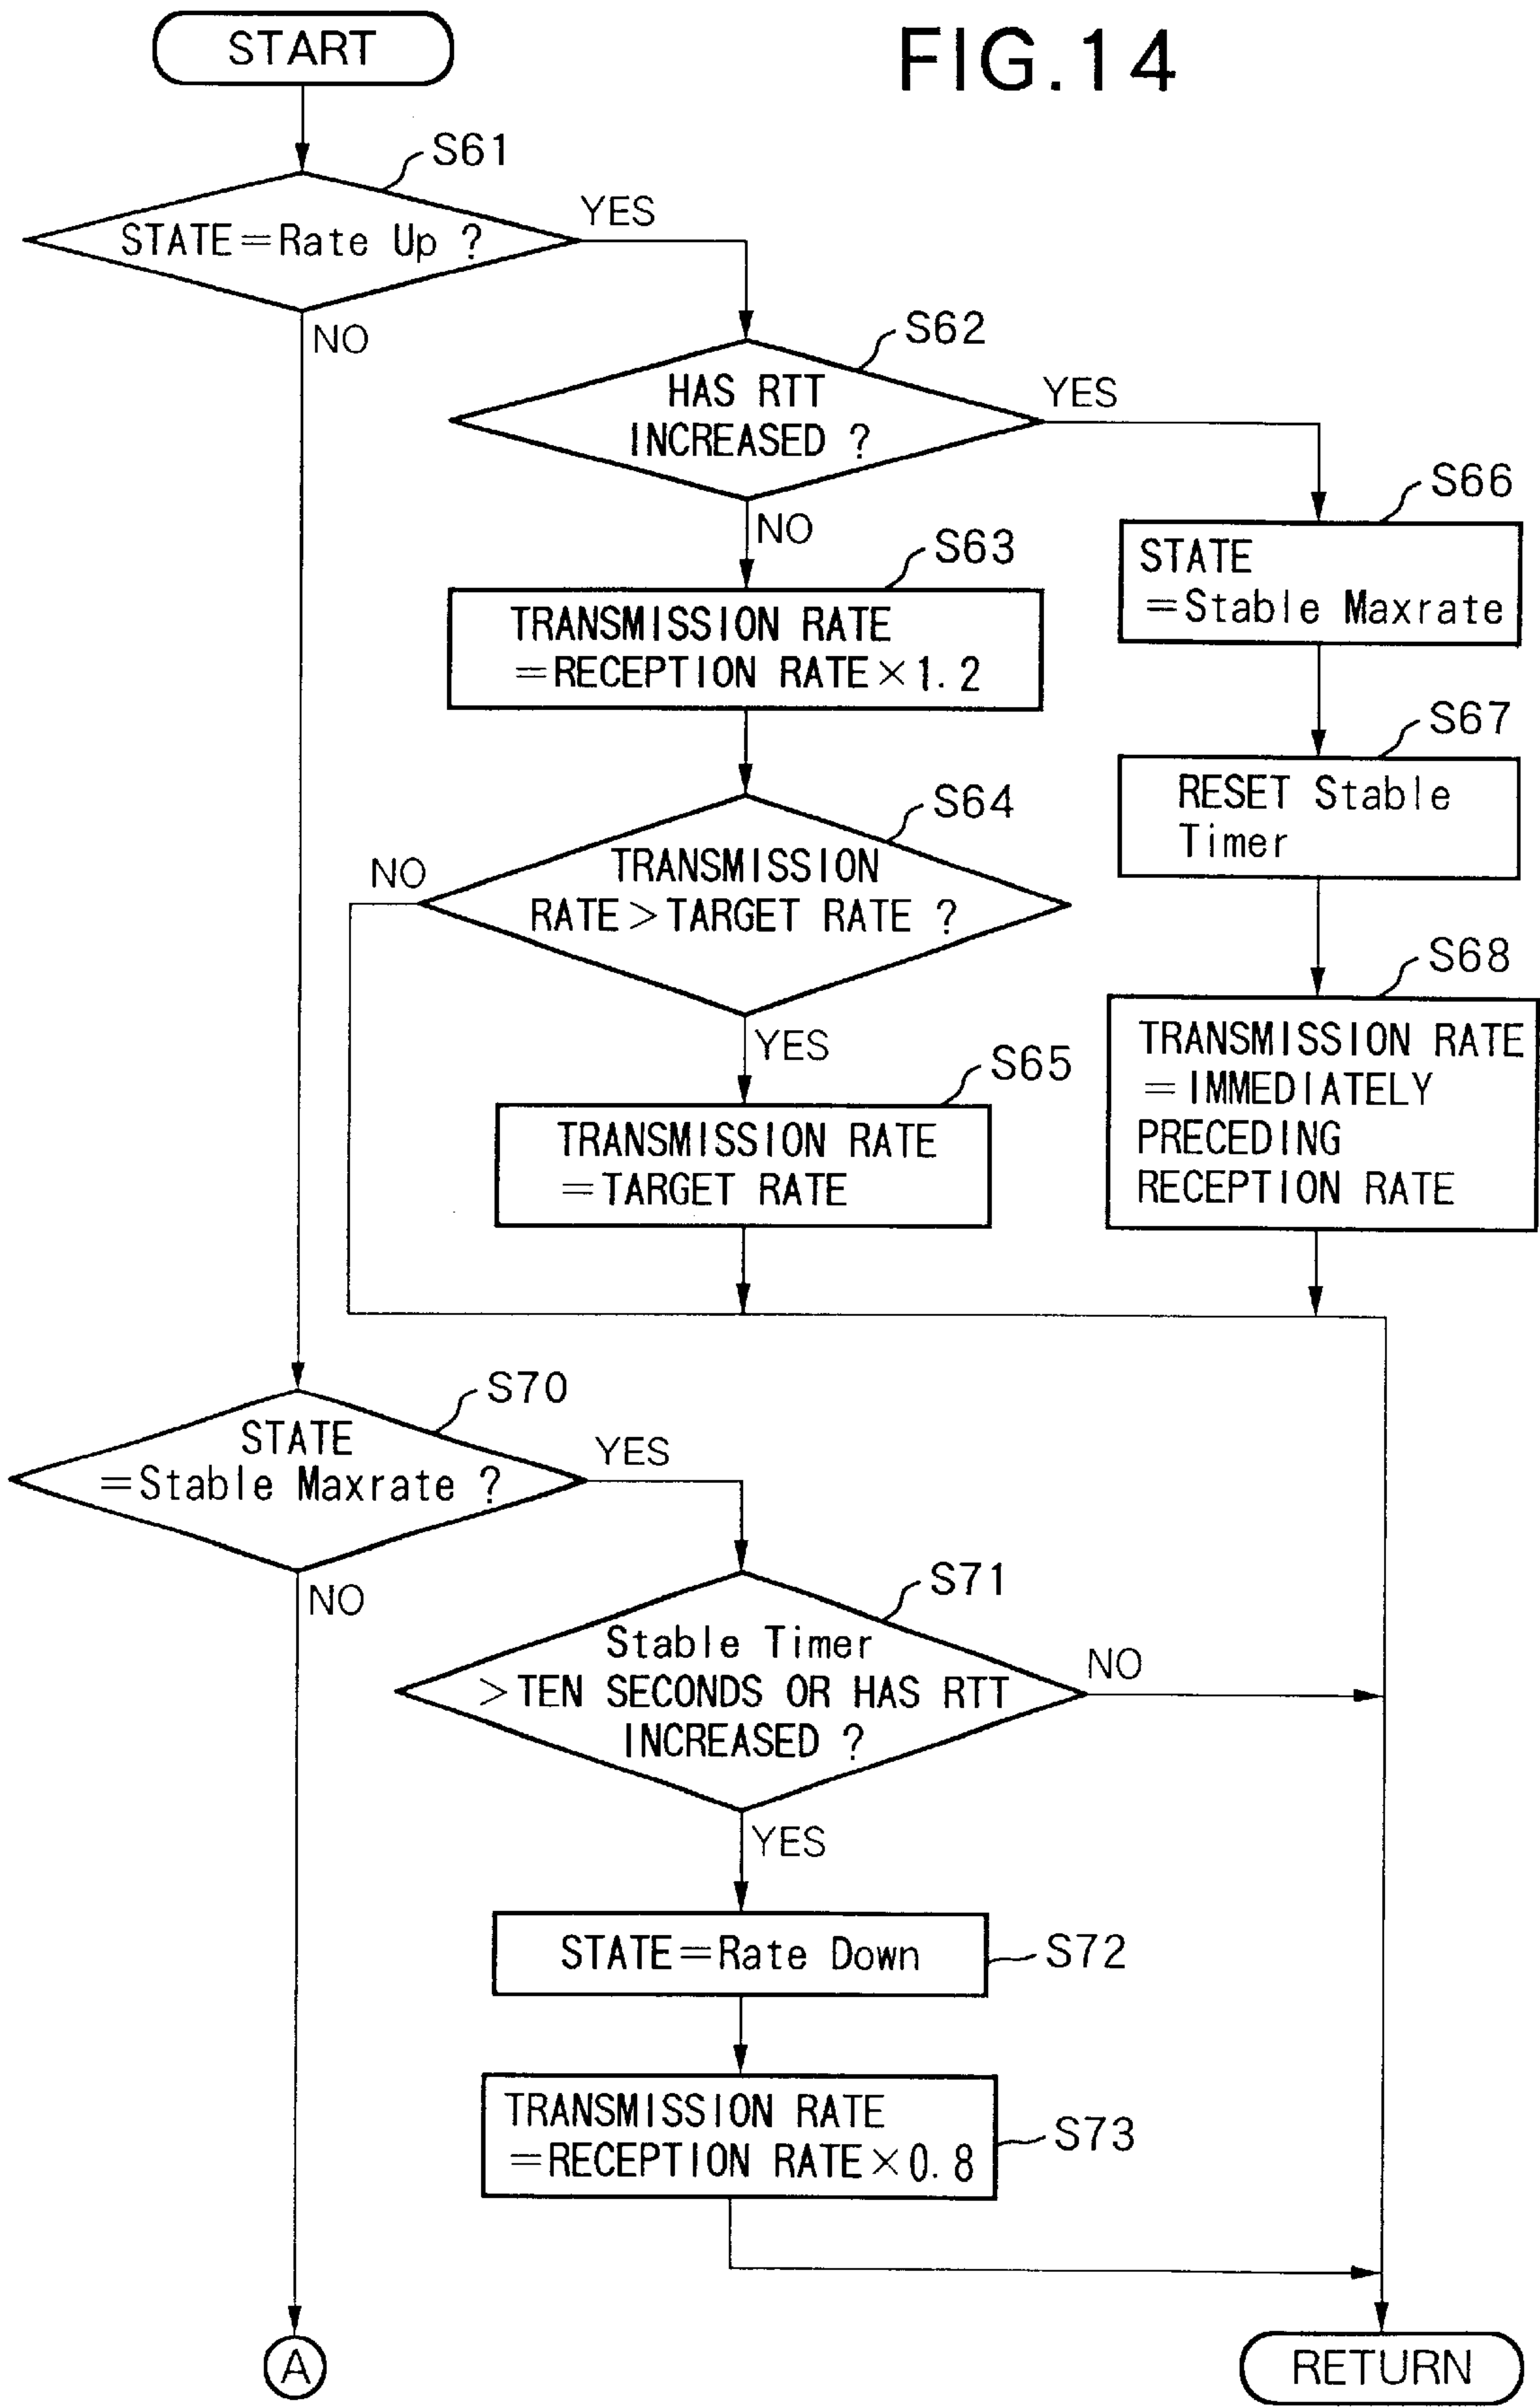 FIG.14
START
S61
STATE=Rate Up ?
YES
NO
S62
HAS RTT
INCREASED ?
YES
NO
S66
STATE
=Stable Maxrate
S63
TRANSMISSION RATE
=RECEPTION RATE×1.2
S67
RESET Stable
Timer
S64
NO
TRANSMISSION
RATE>TARGET RATE ?
YES
S68
TRANSMISSION RATE
=IMMEDIATELY
PRECEDING
RECEPTION RATE
S65
TRANSMISSION RATE
=TARGET RATE
S70
STATE
=Stable Maxrate ?
YES
NO
S71
Stable Timer
>TEN SECONDS OR HAS RTT
INCREASED ?
NO
YES
STATE=Rate Down
S72
TRANSMISSION RATE
=RECEPTION RATE×0.8
S73
A
RETURN